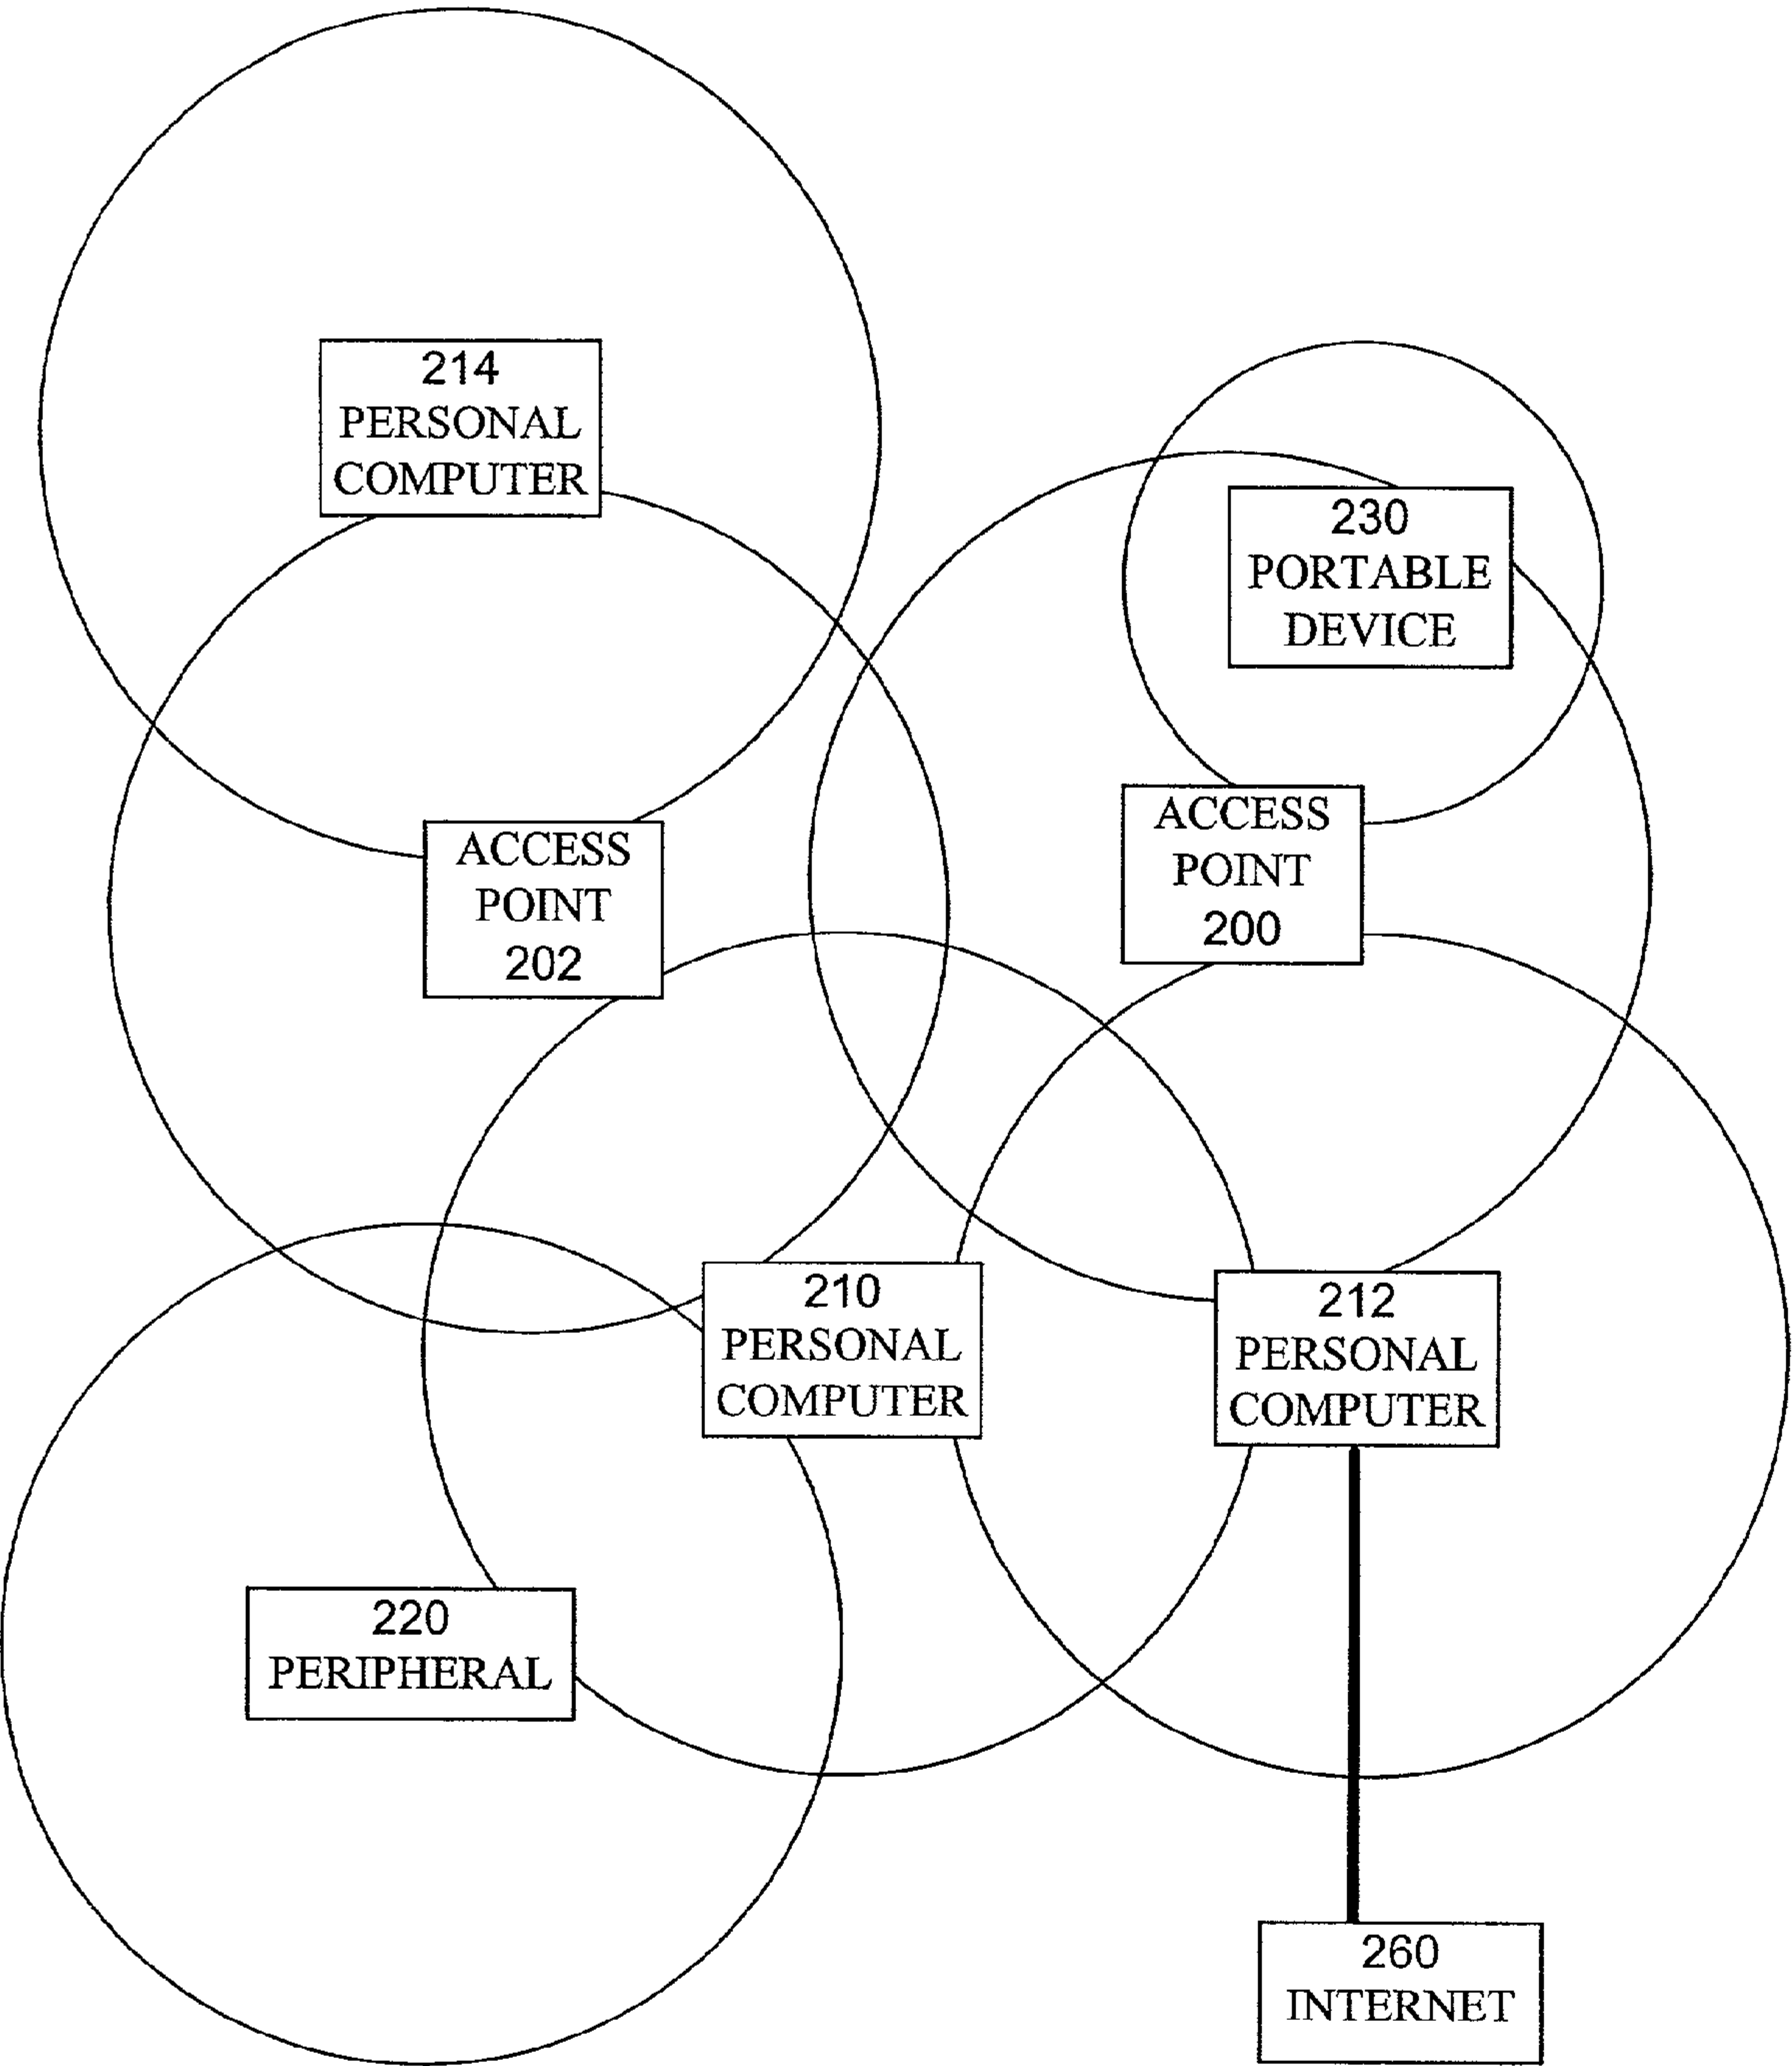 214
PERSONAL
COMPUTER
230
PORTABLE
DEVICE
ACCESS
POINT
200
ACCESS
POINT
202
210
PERSONAL
COMPUTER
212
PERSONAL
COMPUTER
220
PERIPHERAL
260
INTERNET